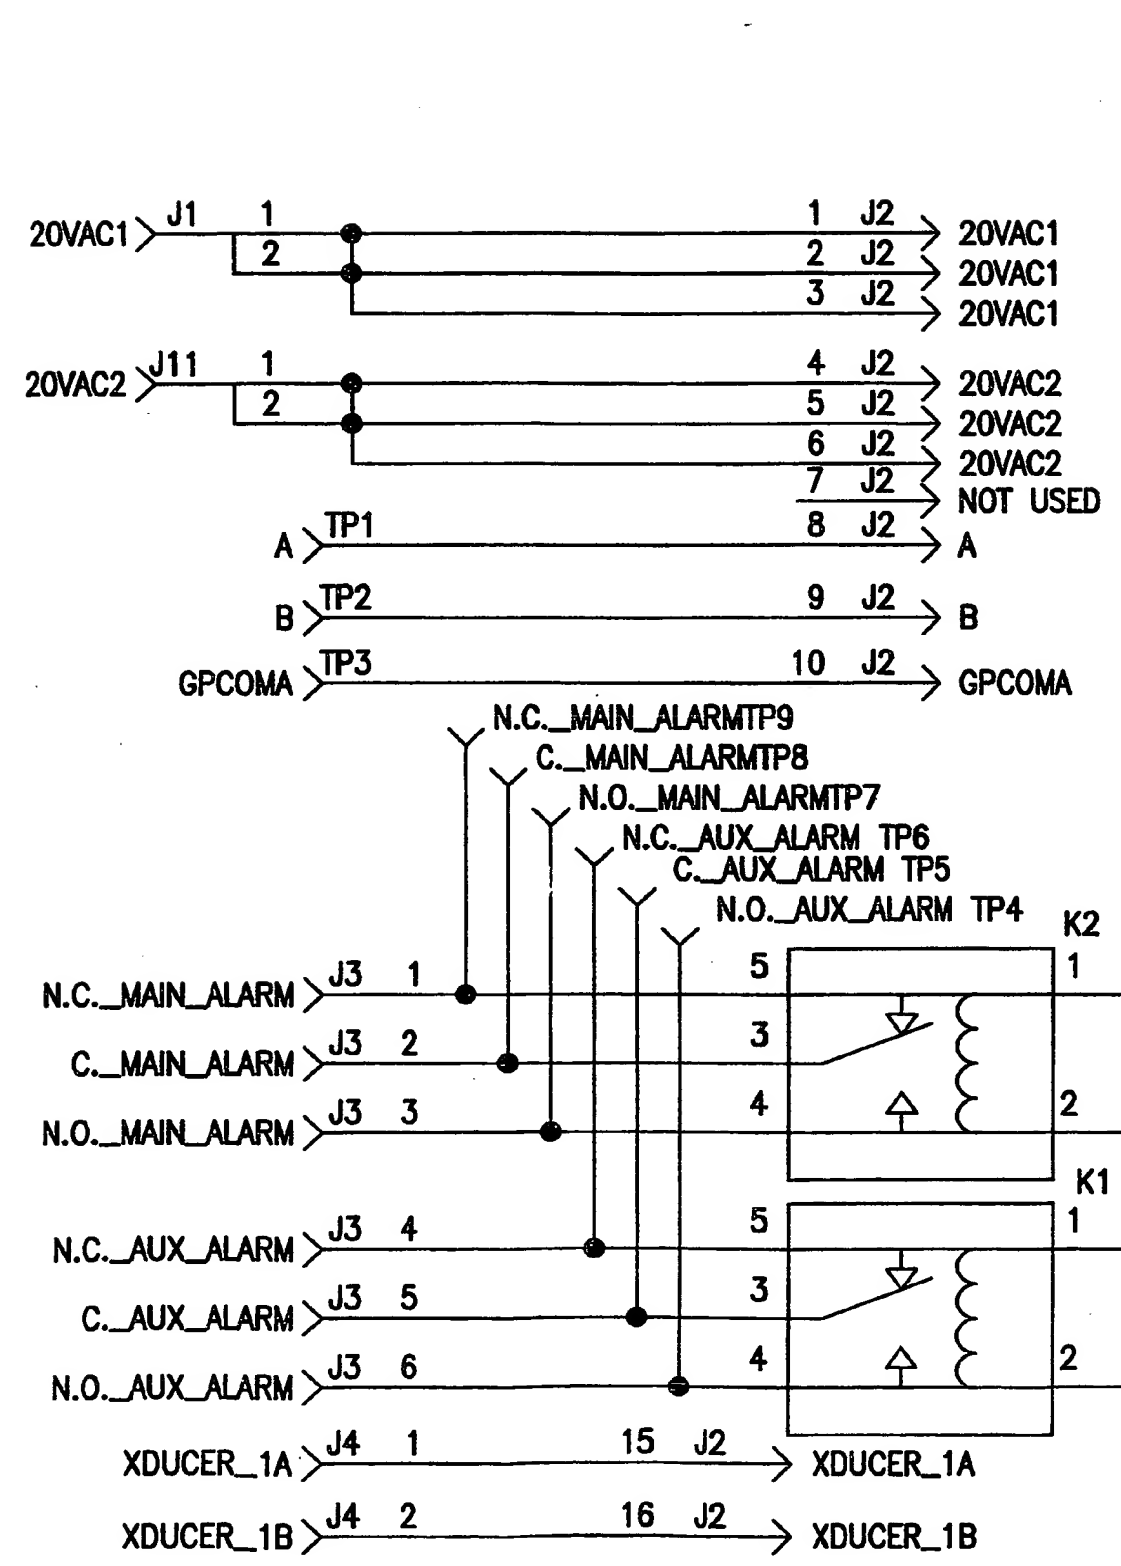 20VAC1 J1 1 1 J2 20VAC1
2 2 J2 20VAC1
3 J2 20VAC1
20VAC2 J11 1 4 J2 20VAC2
2 5 J2 20VAC2
6 J2 20VAC2
7 J2 NOT USED
A TP1 8 J2 A
B TP2 9 J2 B
GPCOMA TP3 10 J2 GPCOMA
N.C._MAIN_ALARMTP9
C._MAIN_ALARMTP8
N.O._MAIN_ALARMTP7
N.C._AUX_ALARM TP6
C._AUX_ALARM TP5
N.O._AUX_ALARM TP4
K2
N.C._MAIN_ALARM J3 1 5 1
C._MAIN_ALARM J3 2 3
N.O._MAIN_ALARM J3 3 4 2
K1
N.C._AUX_ALARM J3 4 5 1
C._AUX_ALARM J3 5 3
N.O._AUX_ALARM J3 6 4 2
XDUCER_1A J4 1 15 J2 XDUCER_1A
XDUCER_1B J4 2 16 J2 XDUCER_1B